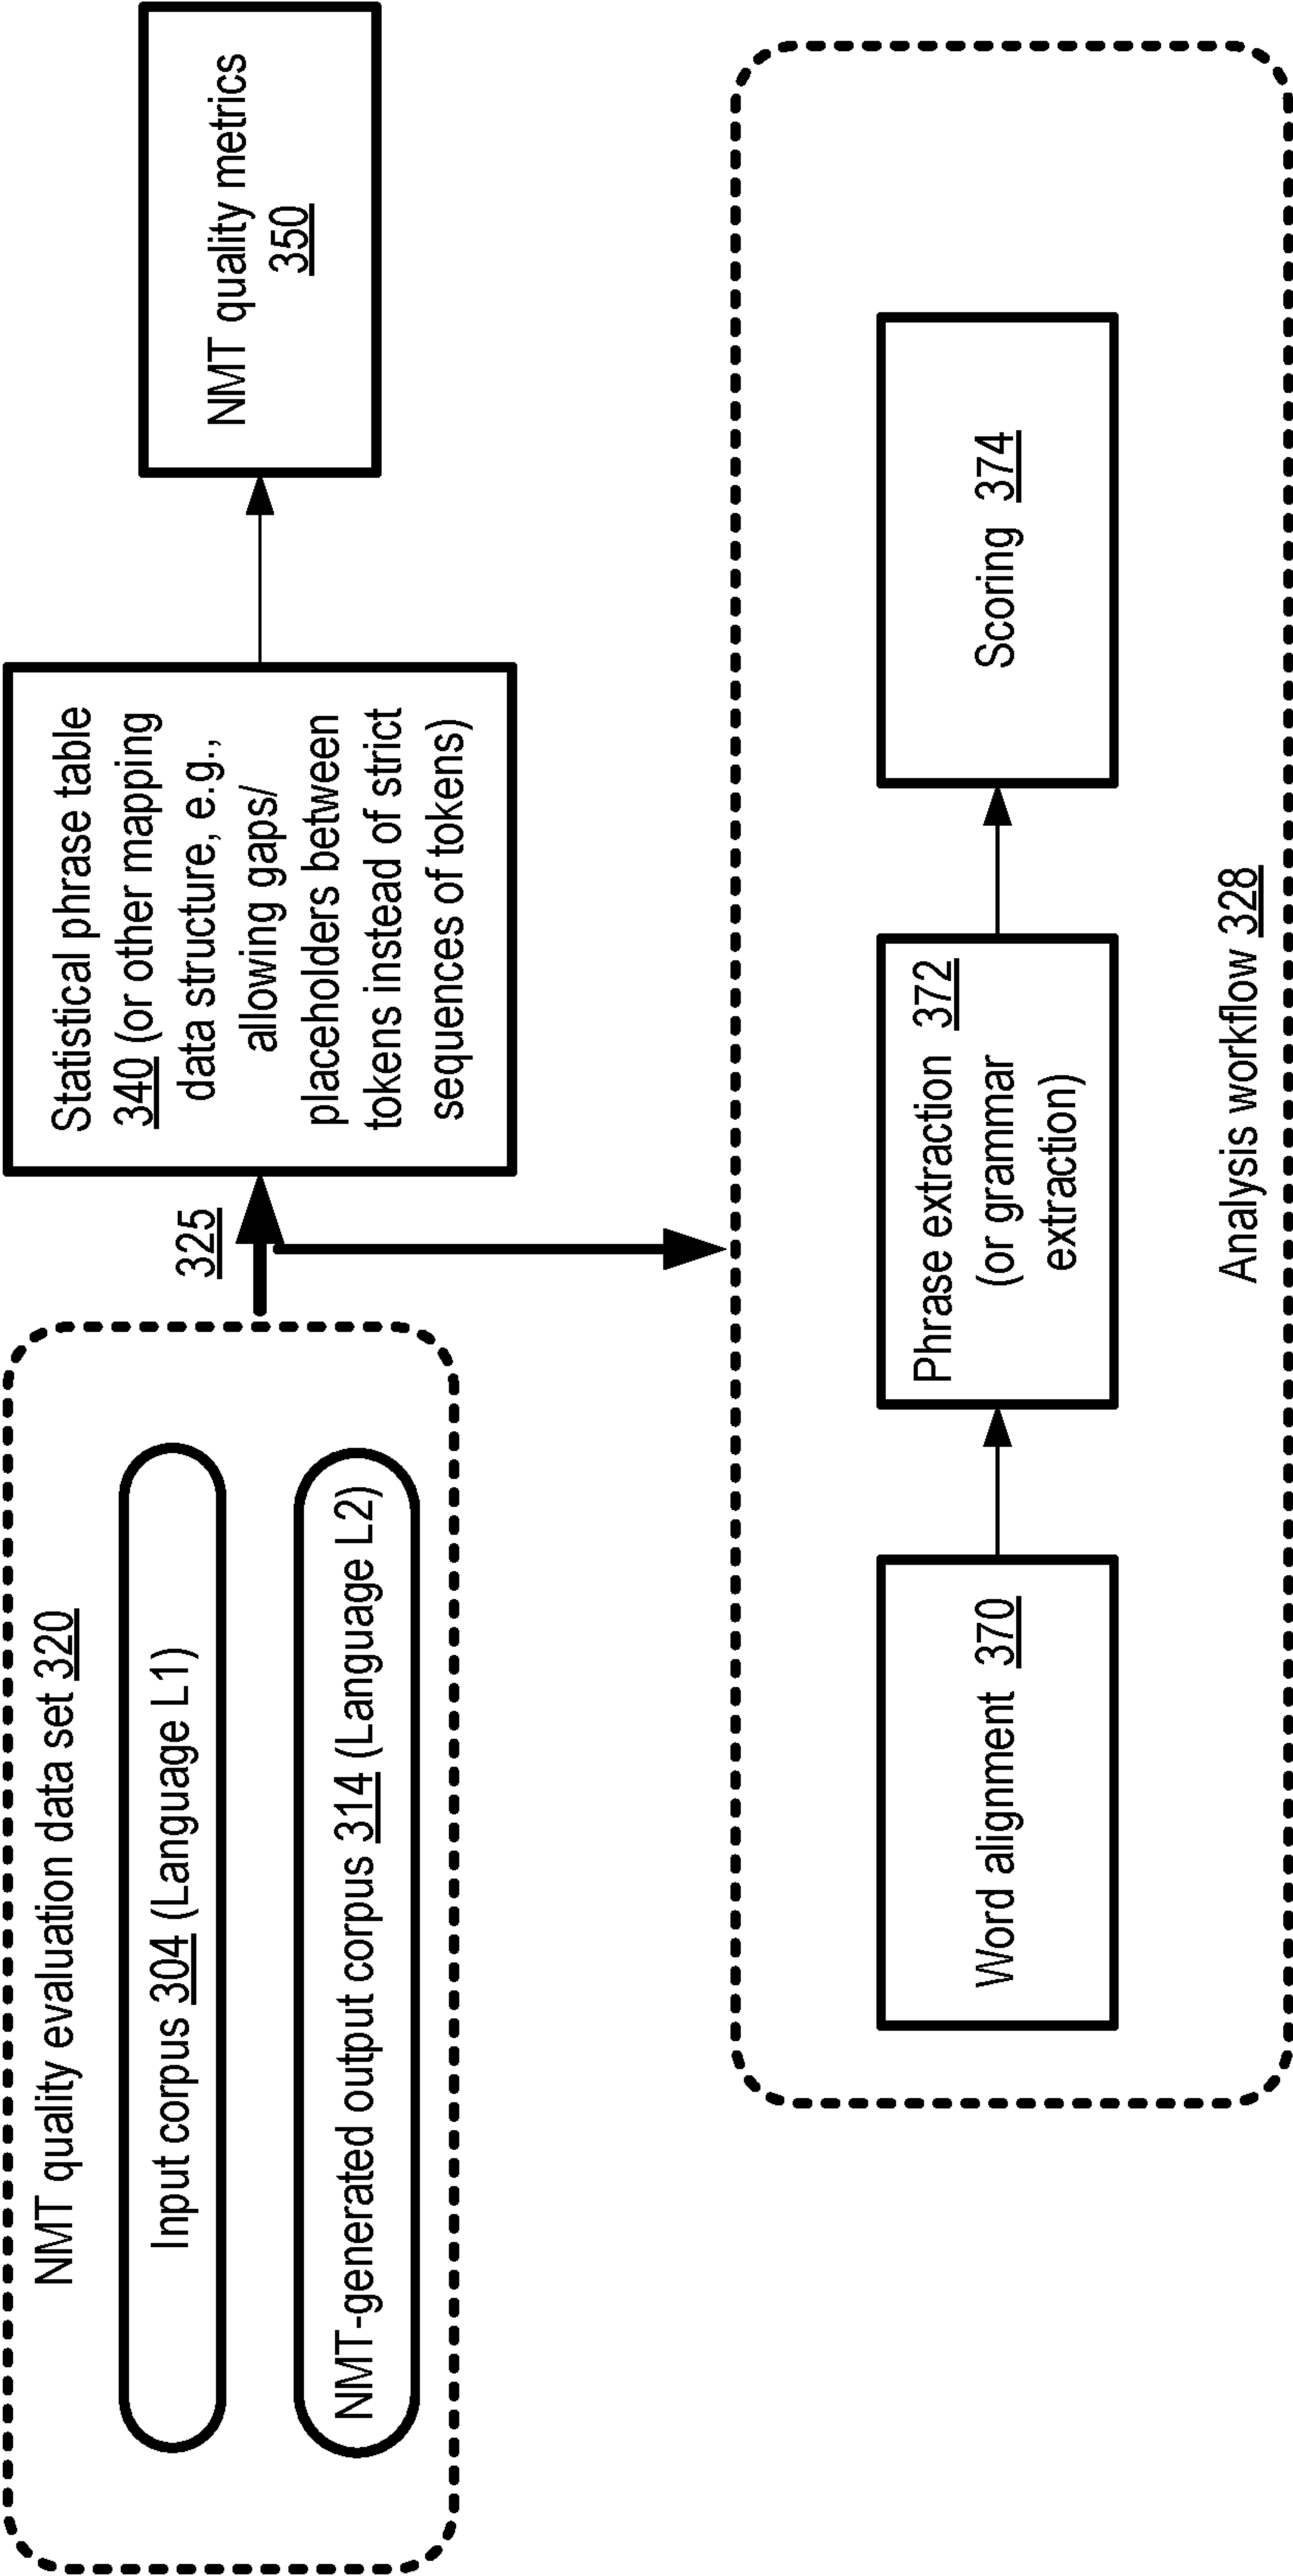 NMT quality evaluation data set 320
Input corpus 304 (Language L1)
NMT-generated output corpus 314 (Language L2)
325
Statistical phrase table
340 (or other mapping
data structure, e.g.,
allowing gaps/
placeholders between
tokens instead of strict
sequences of tokens)
NMT quality metrics
350
Word alignment 370
Phrase extraction 372
(or grammar
extraction)
Scoring 374
Analysis workflow 328